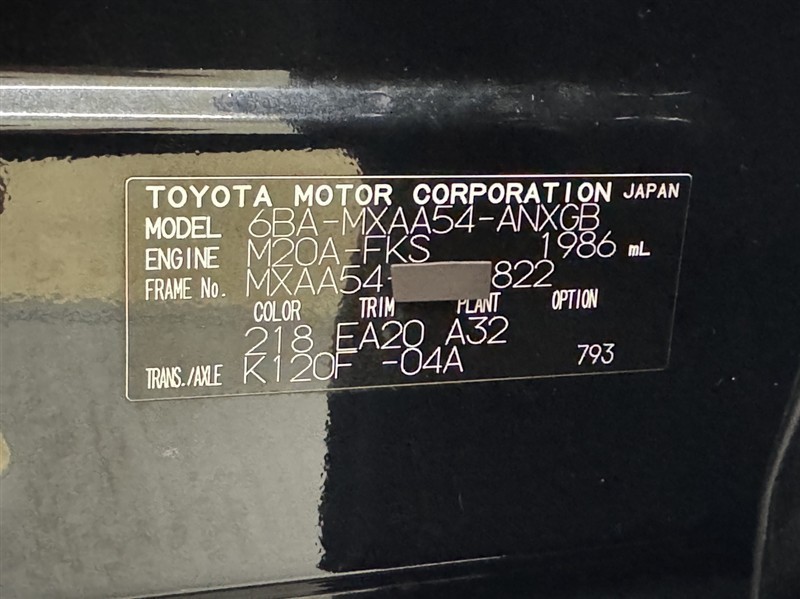 TOYOTA MOTOR CORPORATION JAPAN
MODEL 6BA-MXAA54-ANXGB
ENGINE M20A-FKS 1986 mL
FRAME No. MXAA54- 822
COLOR TRIM PLANT OPTION
218 EA20 A32
TRANS./AXLE K120F -04A 793